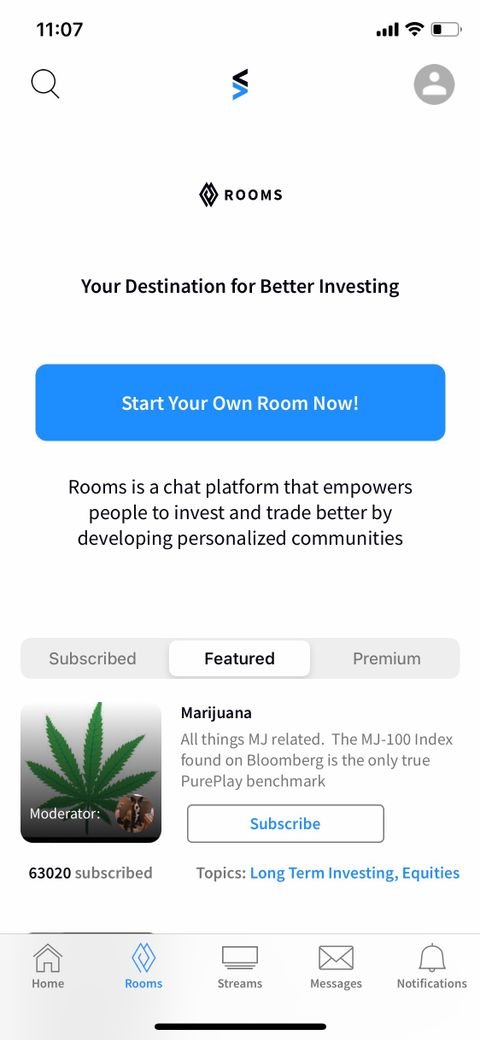 11:07
ROOMS
Your Destination for Better Investing
Start Your Own Room Now!
Rooms is a chat platform that empowers
people to invest and trade better by
developing personalized communities
Subscribed Featured Premium
Marijuana
All things MJ related.  The MJ-100 Index
found on Bloomberg is the only true
PurePlay benchmark
Moderator:
Subscribe
63020 subscribed
Topics: Long Term Investing, Equities
Home Rooms Streams Messages Notifications